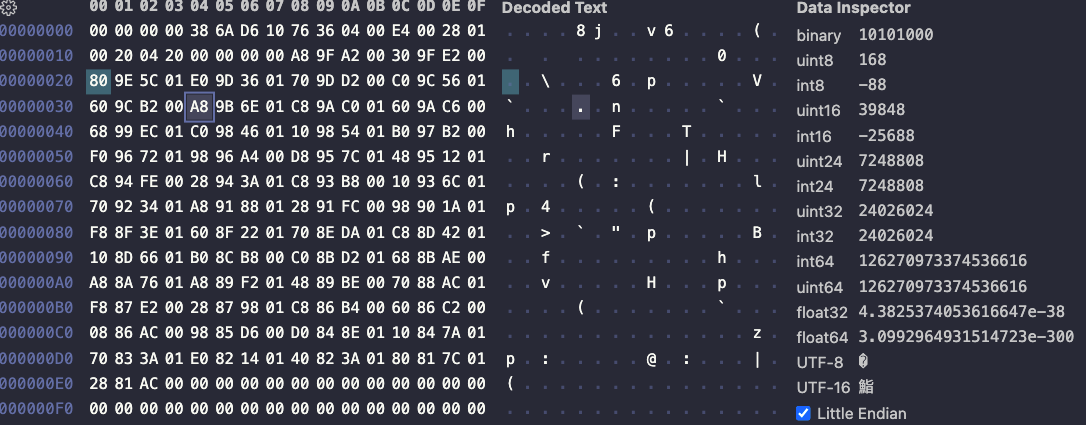 00 01 02 03 04 05 06 07 08 09 0A 0B 0C 0D 0E 0F Decoded Text Data Inspector
00000000 00 00 00 00 38 6A D6 10 76 36 04 00 E4 00 28 01 . . . . 8 j . . v 6 . . . . ( .
00000010 00 20 04 20 00 00 00 00 A8 9F A2 00 30 9F E2 00 . . . . . . . . . . 0 . . .
00000020 80 9E 5C 01 E0 9D 36 01 70 9D D2 00 C0 9C 56 01 . . \ . . . 6 . p . . . . . V .
00000030 60 9C B2 00 A8 9B 6E 01 C8 9A C0 01 60 9A C6 00 ` . . . . . n . . . . . ` . . .
00000040 68 99 EC 01 C0 98 46 01 10 98 54 01 B0 97 B2 00 h . . . . . F . . . T . . . . .
00000050 F0 96 72 01 98 96 A4 00 D8 95 7C 01 48 95 12 01 . . r . . . . . . . | . H . . .
00000060 C8 94 FE 00 28 94 3A 01 C8 93 B8 00 10 93 6C 01 . . . . ( . : . . . . . . . l .
00000070 70 92 34 01 A8 91 88 01 28 91 FC 00 98 90 1A 01 p . 4 . . . . . ( . . . . . . .
00000080 F8 8F 3E 01 60 8F 22 01 70 8E DA 01 C8 8D 42 01 . . > . ` . " . p . . . . . B .
00000090 10 8D 66 01 B0 8C B8 00 C0 8B D2 01 68 8B AE 00 . . f . . . . . . . . . h . . .
000000A0 A8 8A 76 01 A8 89 F2 01 48 89 BE 00 70 88 AC 01 . . v . . . . . H . . . p . . .
000000B0 F8 87 E2 00 28 87 98 01 C8 86 B4 00 60 86 C2 00 . . . . ( . . . . . . . ` . . .
000000C0 08 86 AC 00 98 85 D6 00 D0 84 8E 01 10 84 7A 01 . . . . . . . . . . . . . . z .
000000D0 70 83 3A 01 E0 82 14 01 40 82 3A 01 80 81 7C 01 p . : . . . . . @ . : . . . | .
000000E0 28 81 AC 00 00 00 00 00 00 00 00 00 00 00 00 00 ( . . . . . . . . . . . . . . .
000000F0 00 00 00 00 00 00 00 00 00 00 00 00 00 00 00 00 . . . . . . . . . . . . . . . .
binary 10101000
uint8 168
int8 -88
uint16 39848
int16 -25688
uint24 7248808
int24 7248808
uint32 24026024
int32 24026024
int64 126270973374536616
uint64 126270973374536616
float32 4.3825374053616647e-38
float64 3.0992964931514723e-300
UTF-8 �
UTF-16 鮨
Little Endian